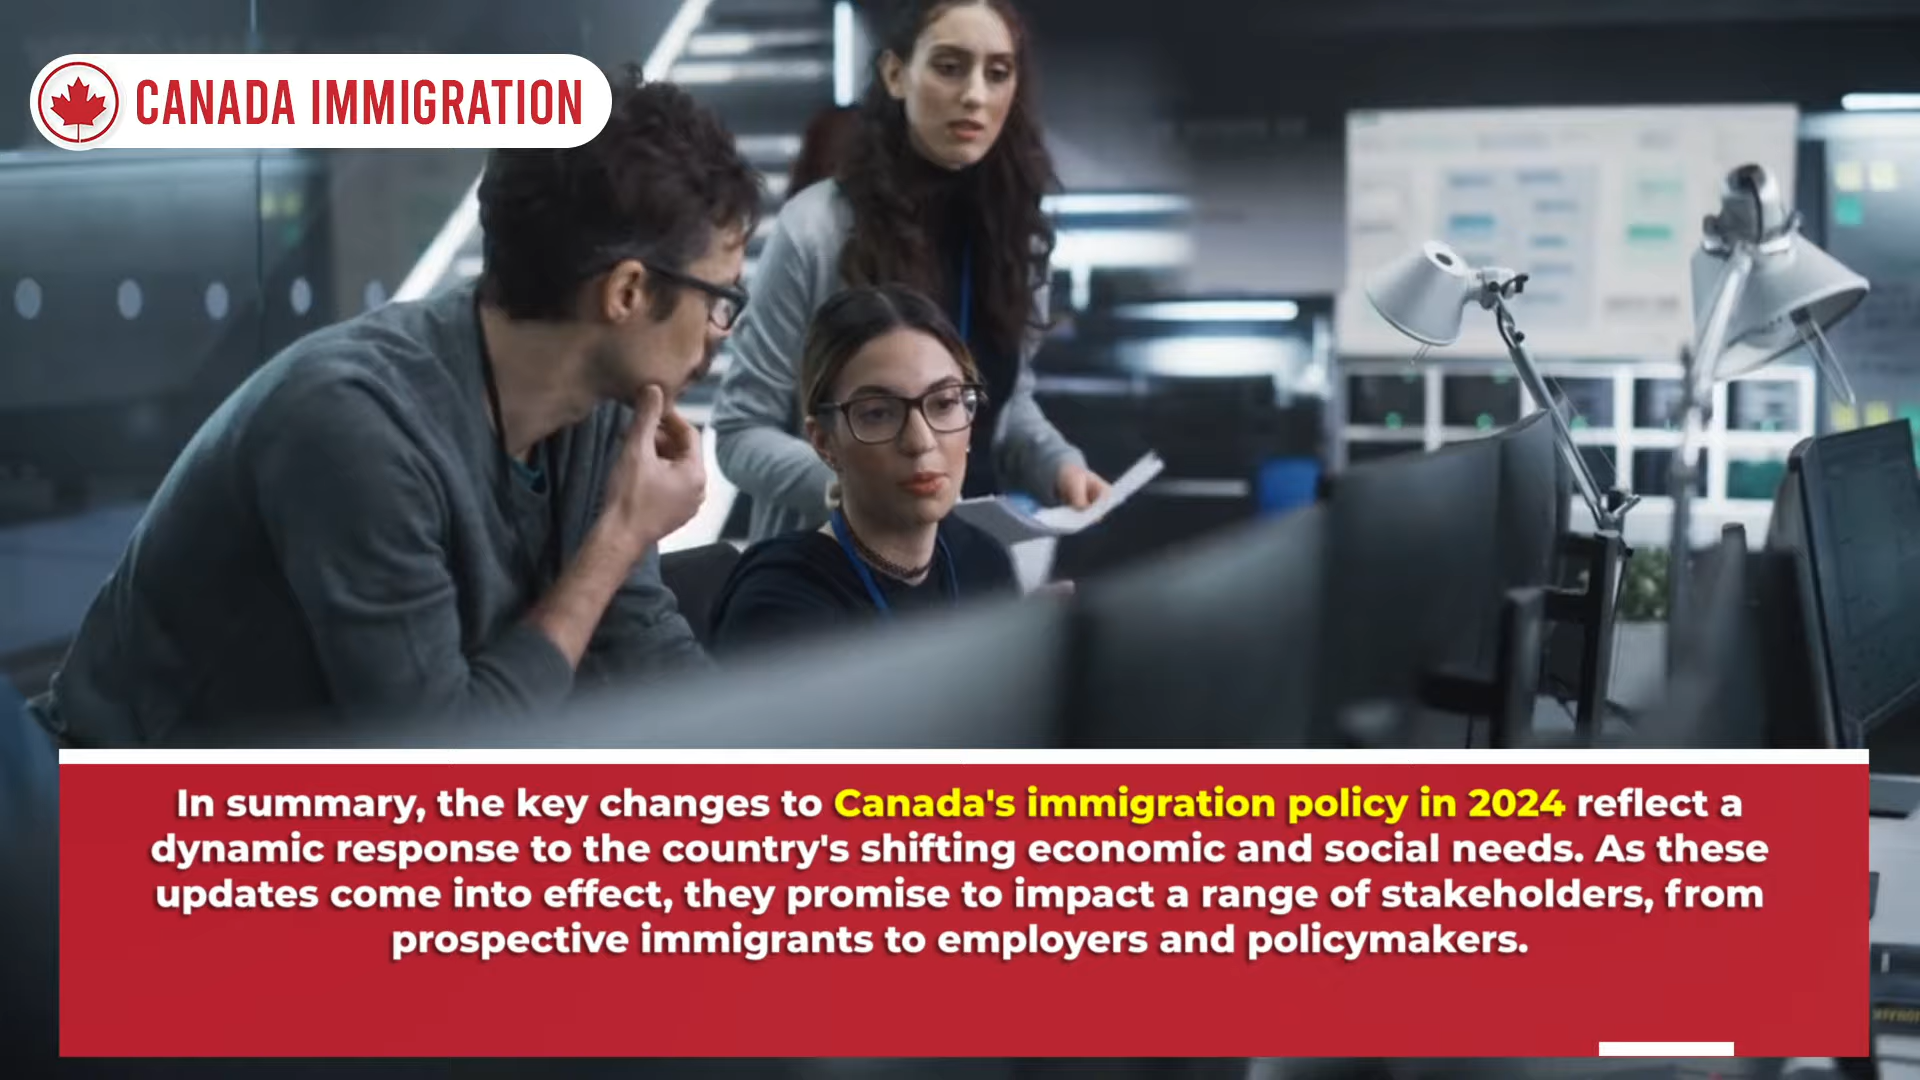 CANADA IMMIGRATION
In summary, the key changes to Canada's immigration policy in 2024 reflect a
dynamic response to the country's shifting economic and social needs. As these
updates come into effect, they promise to impact a range of stakeholders, from
prospective immigrants to employers and policymakers.